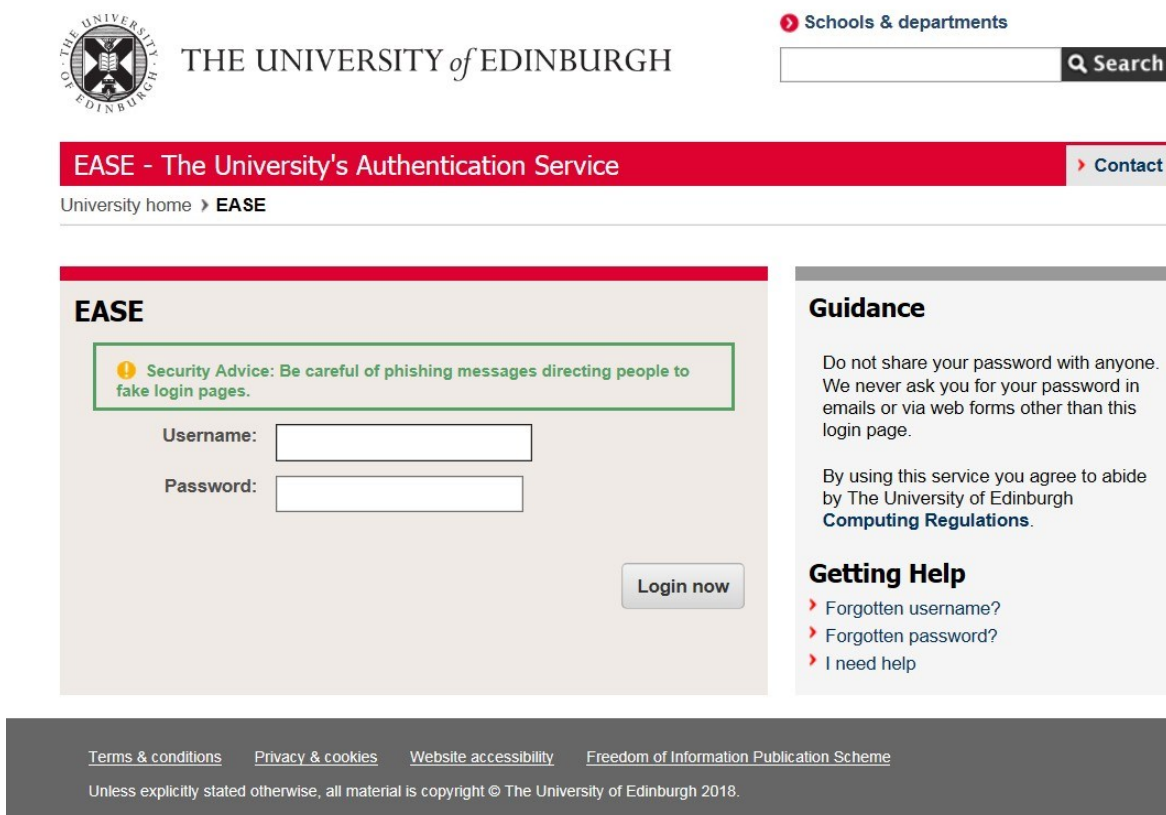 THE UNIVERSITY OF EDINBURGH
THE UNIVERSITY of EDINBURGH
Schools & departments
Search
EASE - The University's Authentication Service
Contact
University home › EASE
EASE
Security Advice: Be careful of phishing messages directing people to
fake login pages.
Username:
Password:
Login now
Guidance
Do not share your password with anyone.
We never ask you for your password in
emails or via web forms other than this
login page.
By using this service you agree to abide
by The University of Edinburgh
Computing Regulations.
Getting Help
Forgotten username?
Forgotten password?
I need help
Terms & conditions Privacy & cookies Website accessibility Freedom of Information Publication Scheme
Unless explicitly stated otherwise, all material is copyright © The University of Edinburgh 2018.